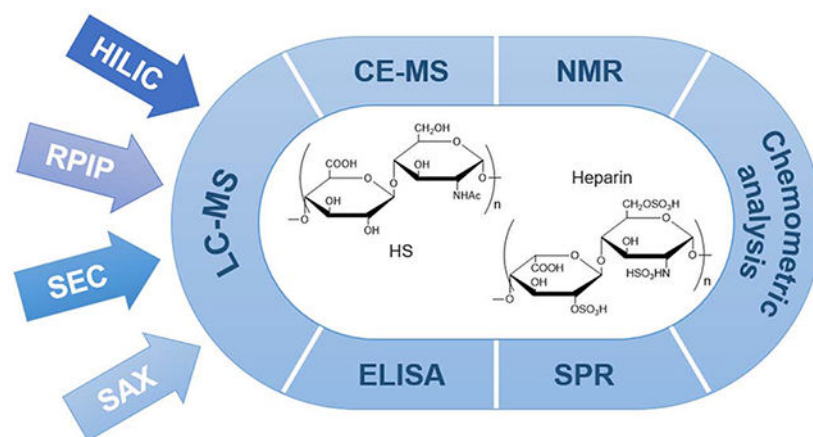 HILIC
RPIP
SEC
SAX
LC-MS
CE-MS
NMR
Chemometric
analysis
ELISA
SPR
CH₂OH
COOH
O
O
OH
OH
O
O
NHAc
n
O
OH
HS
Heparin
CH₂OSO₃H
O
O
COOH
OH
OH
O
O
HSO₃HN
n
O
OSO₃H